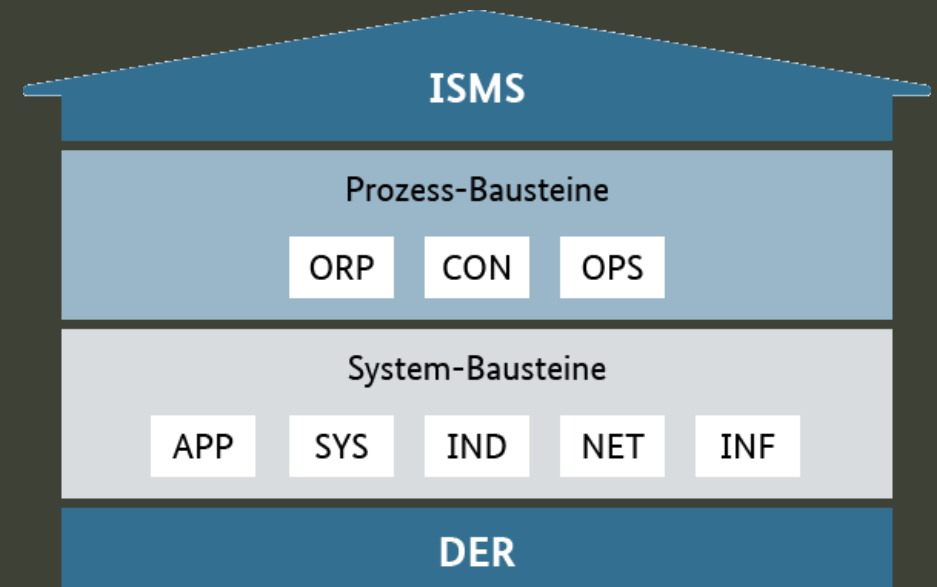 ISMS
Prozess-Bausteine
ORP CON OPS
System-Bausteine
APP SYS IND NET INF
DER